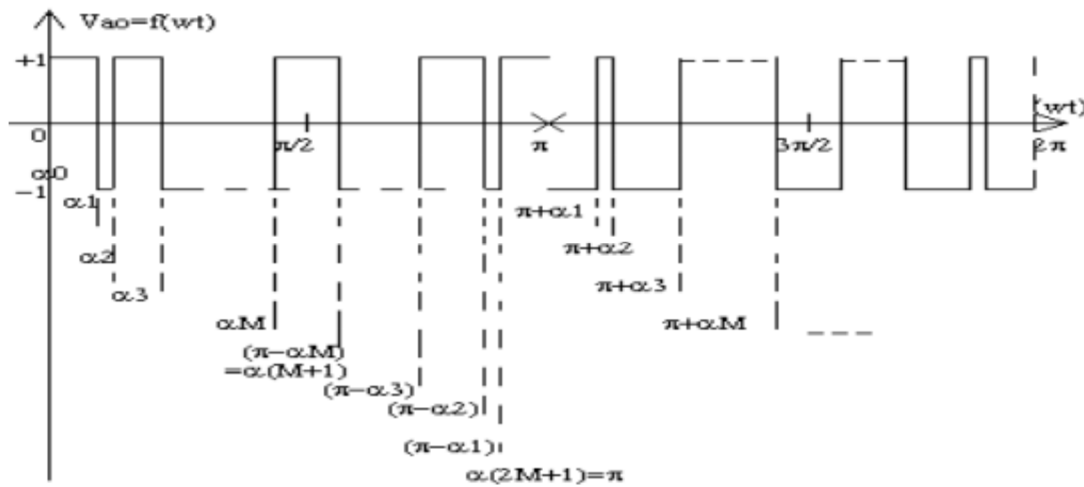 Vao=f(wt)
+1
(wt)
0
π/2
π
3π/2
2π
α0
-1
α1
π+α1
α2
π+α2
α3
π+α3
αM
π+αM
(π-αM)
=α(M+1)
(π-α3)
(π-α2)
(π-α1)
α(2M+1)=π